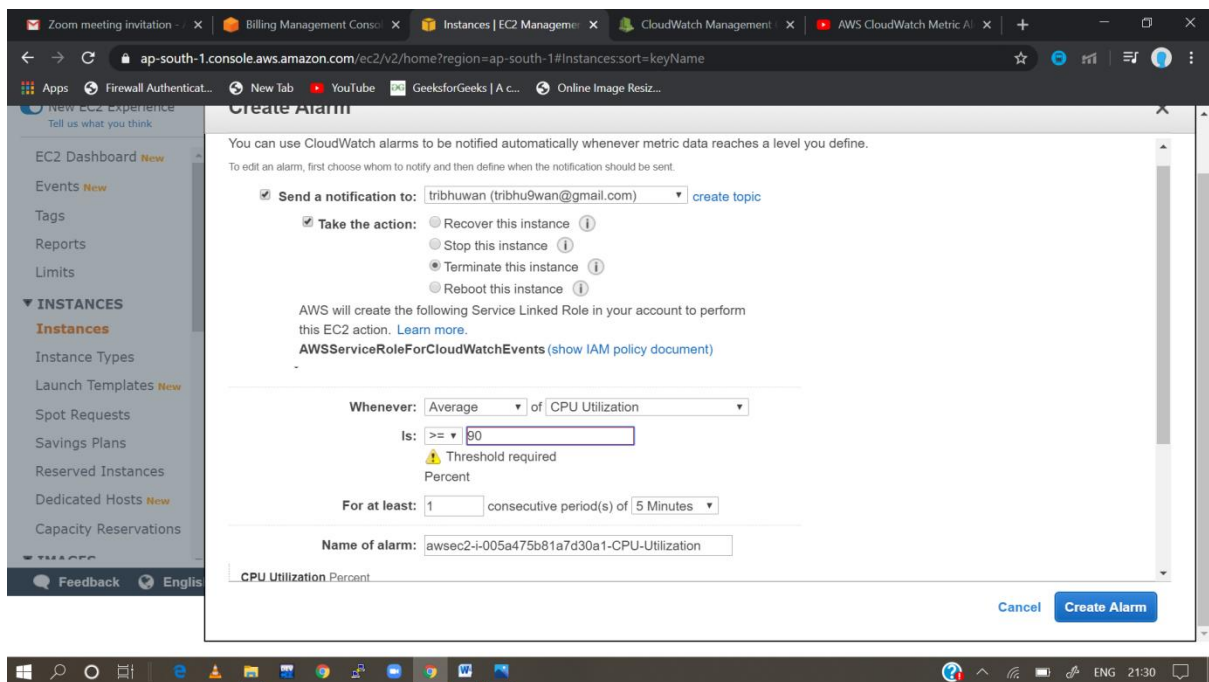 Zoom meeting invitation -
Billing Management Consol
Instances | EC2 Managemen
CloudWatch Management
AWS CloudWatch Metric Al
ap-south-1.console.aws.amazon.com/ec2/v2/home?region=ap-south-1#Instances:sort=keyName
Apps
Firewall Authenticat...
New Tab
YouTube
GeeksforGeeks | A c...
Online Image Resiz...
New EC2 Experience
Tell us what you think
EC2 Dashboard New
Events New
Tags
Reports
Limits
INSTANCES
Instances
Instance Types
Launch Templates New
Spot Requests
Savings Plans
Reserved Instances
Dedicated Hosts New
Capacity Reservations
IMAGES
Feedback
Englis
Create Alarm
You can use CloudWatch alarms to be notified automatically whenever metric data reaches a level you define.
To edit an alarm, first choose whom to notify and then define when the notification should be sent.
Send a notification to: tribhuwan (tribhu9wan@gmail.com) create topic
Take the action: Recover this instance i
Stop this instance i
Terminate this instance i
Reboot this instance i
AWS will create the following Service Linked Role in your account to perform
this EC2 action. Learn more.
AWSServiceRoleForCloudWatchEvents (show IAM policy document)
-
Whenever: Average of CPU Utilization
Is: >= 90
Threshold required
Percent
For at least: 1 consecutive period(s) of 5 Minutes
Name of alarm: awsec2-i-005a475b81a7d30a1-CPU-Utilization
CPU Utilization Percent
Cancel
Create Alarm
ENG 21:30